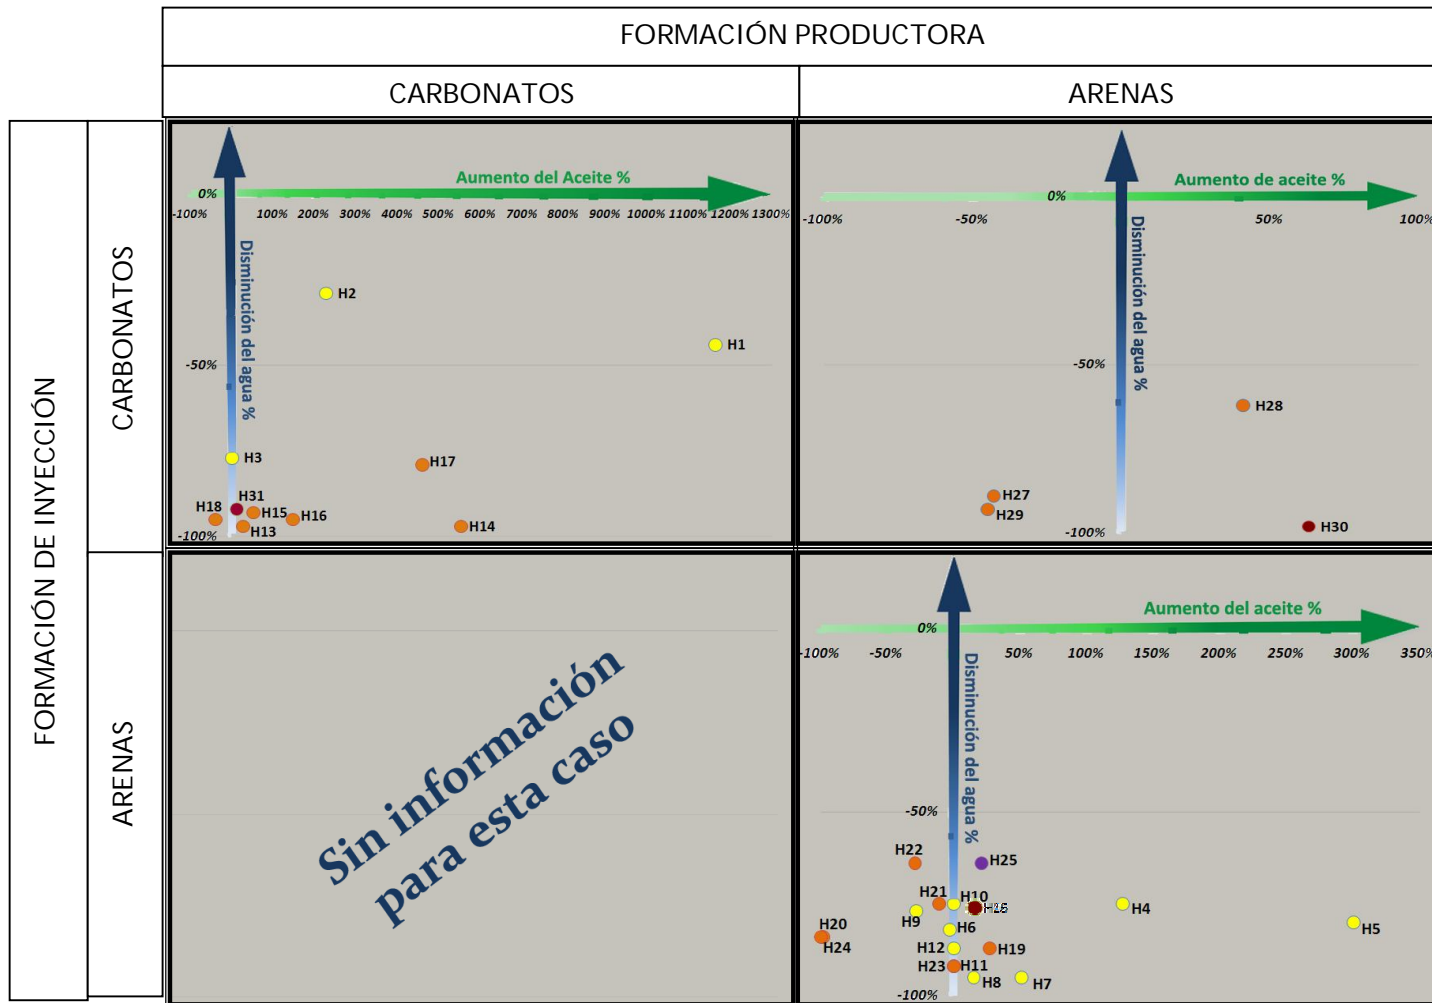 FORMACIÓN PRODUCTORA
CARBONATOS
ARENAS
FORMACIÓN DE INYECCIÓN
CARBONATOS
ARENAS
Aumento del Aceite %
0%
-100% 100% 200% 300% 400% 500% 600% 700% 800% 900% 1000% 1100% 1200% 1300%
Disminución del agua %
H2
H1
-50%
H3
H17
H31
H18
H15
H16
H13
H14
-100%
Aumento de aceite %
0%
-100% -50% 50% 100%
Disminución del agua %
-50%
H28
H27
H29
H30
-100%
Sin información
para esta caso
Aumento del aceite %
0%
-100% -50% 50% 100% 150% 200% 250% 300% 350%
Disminución del agua %
-50%
H22
H25
H21
H10
H4
H9
H5
H20
H6
H24
H12
H19
H23
H11
H8
H7
-100%